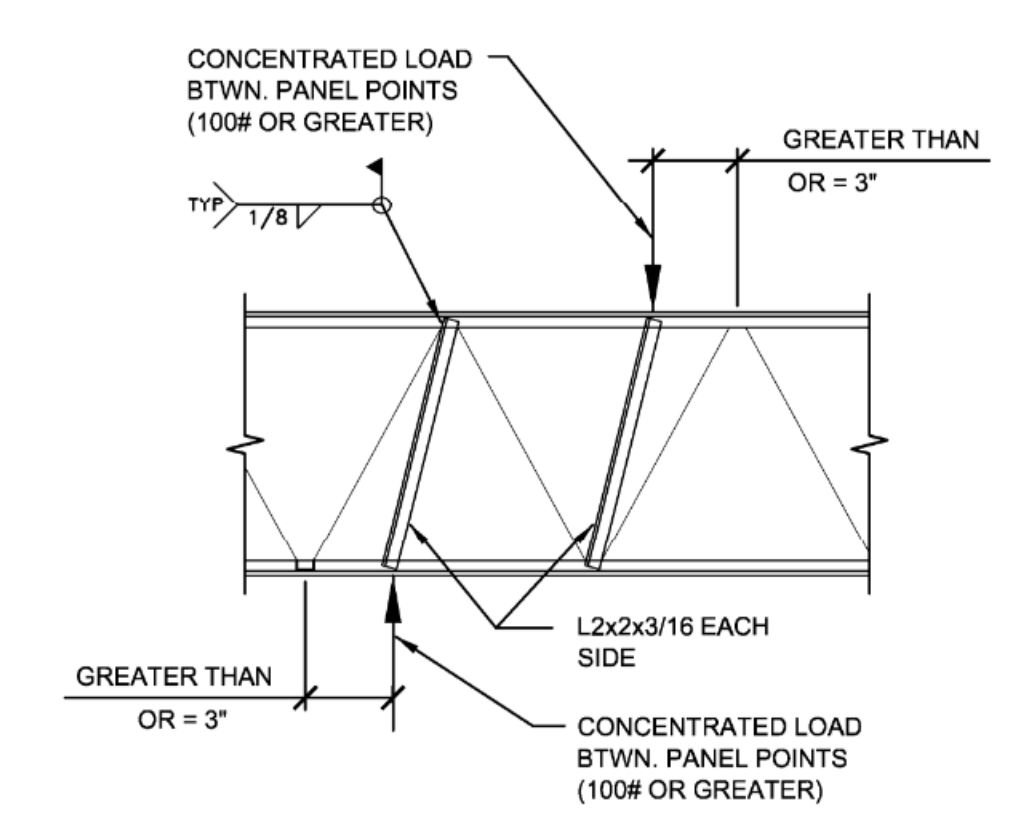 CONCENTRATED LOAD
BTWN. PANEL POINTS
(100# OR GREATER)
GREATER THAN
OR = 3"
TYP
1/8
L2x2x3/16 EACH
SIDE
GREATER THAN
OR = 3"
CONCENTRATED LOAD
BTWN. PANEL POINTS
(100# OR GREATER)